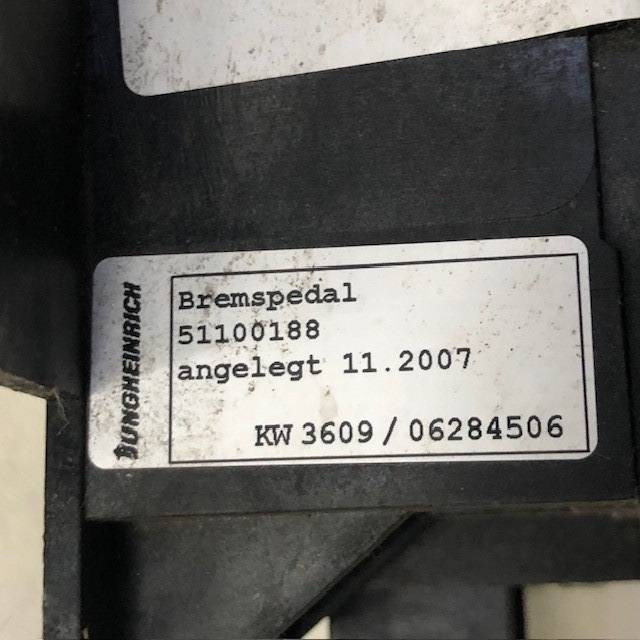 JUNGHEINRICH
Bremspedal
51100188
angelegt 11.2007
KW 3609 / 06284506